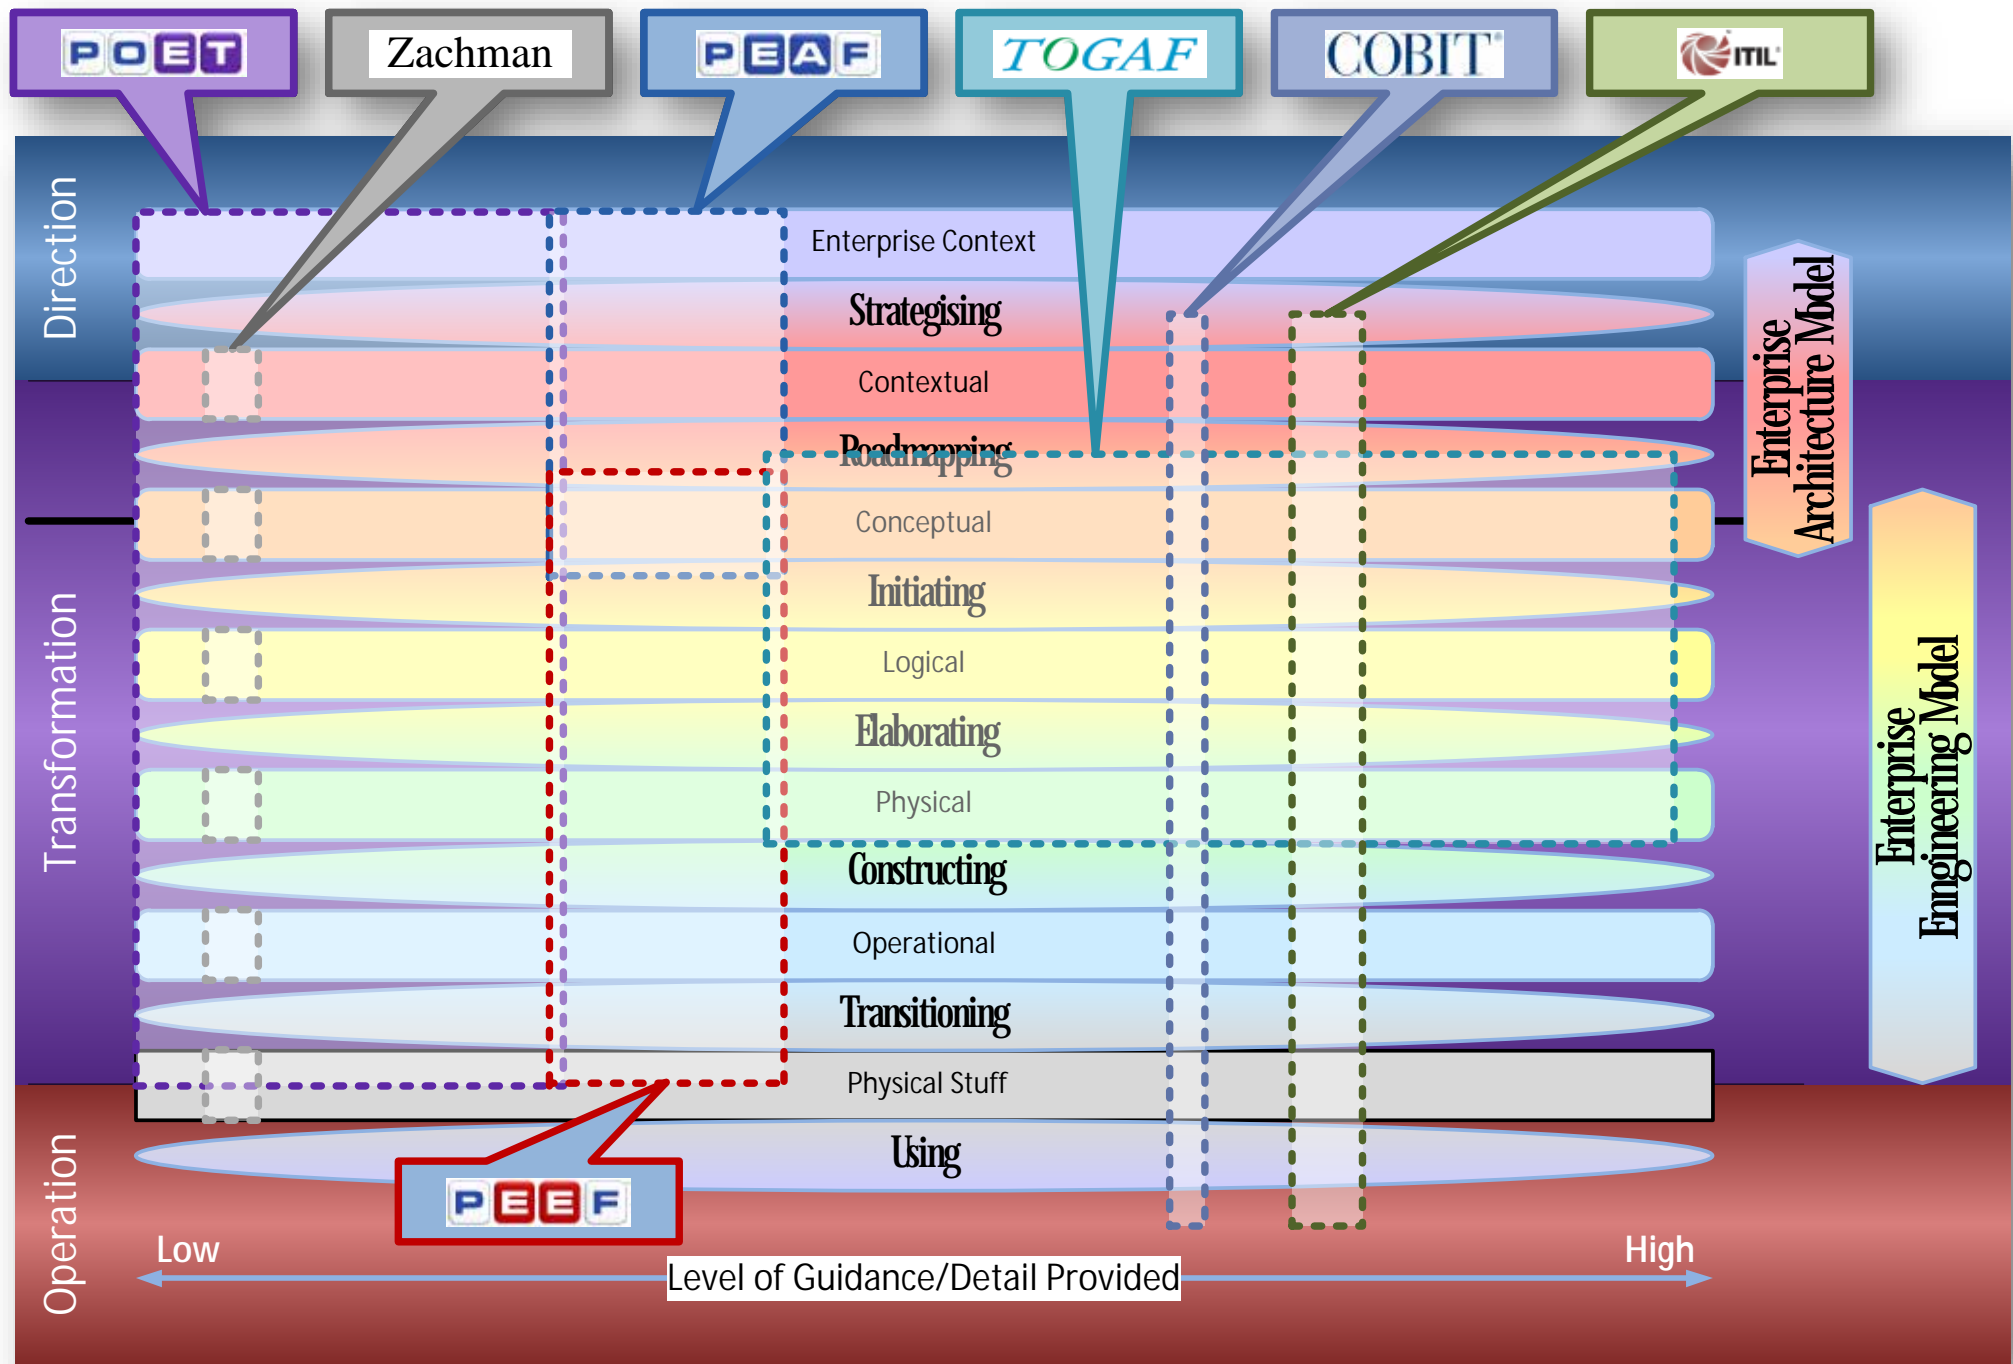 POET
Zachman
PEAF
TOGAF
COBIT
ITIL
Direction
Transformation
Operation
Enterprise Context
Strategising
Contextual
Roadmapping
Conceptual
Initiating
Logical
Elaborating
Physical
Constructing
Operational
Transitioning
Physical Stuff
Using
PEEF
Low
High
Level of Guidance/Detail Provided
Enterprise
Architecture Model
Enterprise
Enngineering Model